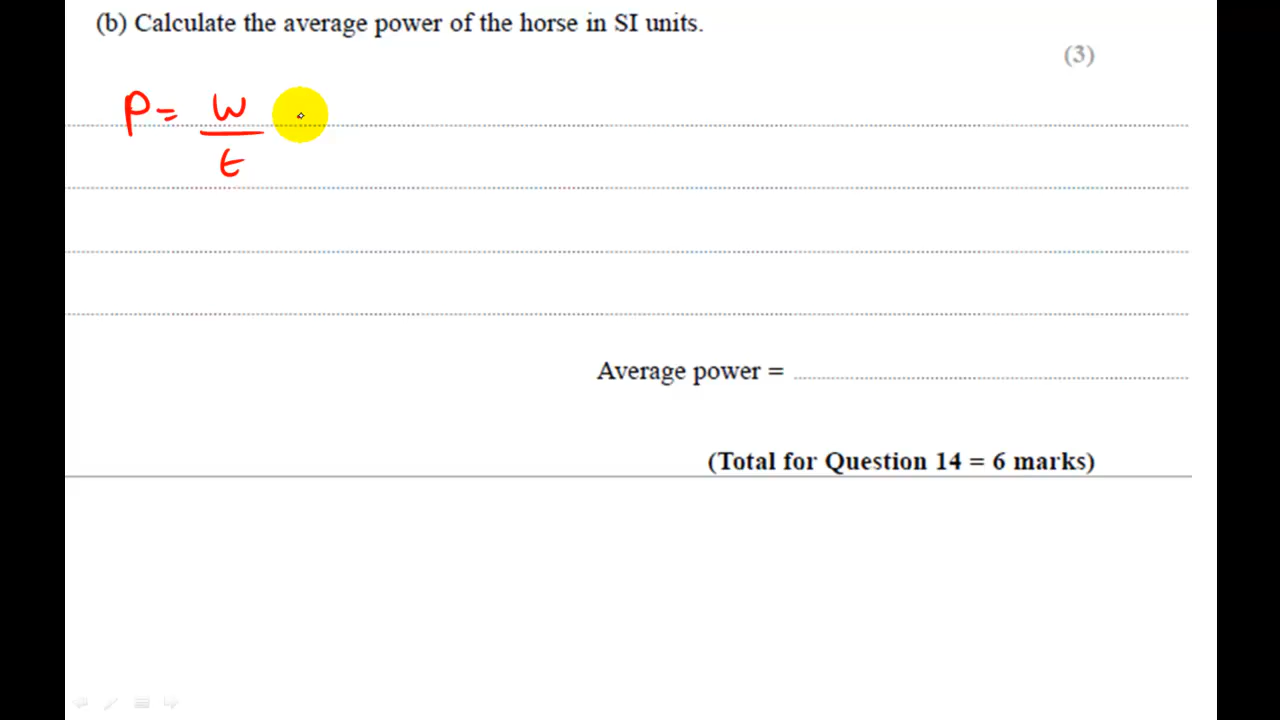 (b) Calculate the average power of the horse in SI units.
(3)
P = W
t
Average power =
(Total for Question 14 = 6 marks)